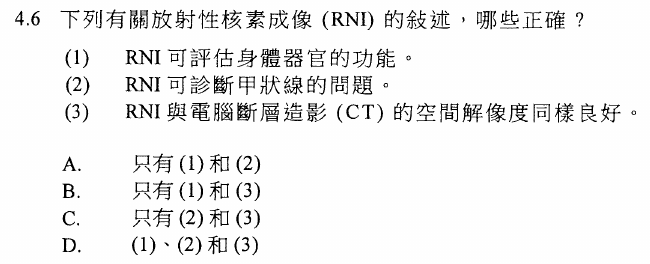 4.6 下列有關放射性核素成像 (RNI) 的敍述，哪些正確？
(1) RNI 可評估身體器官的功能。
(2) RNI 可診斷甲狀線的問題。
(3) RNI 與電腦斷層造影 (CT) 的空間解像度同樣良好。
A. 只有 (1) 和 (2)
B. 只有 (1) 和 (3)
C. 只有 (2) 和 (3)
D. (1)、(2) 和 (3)